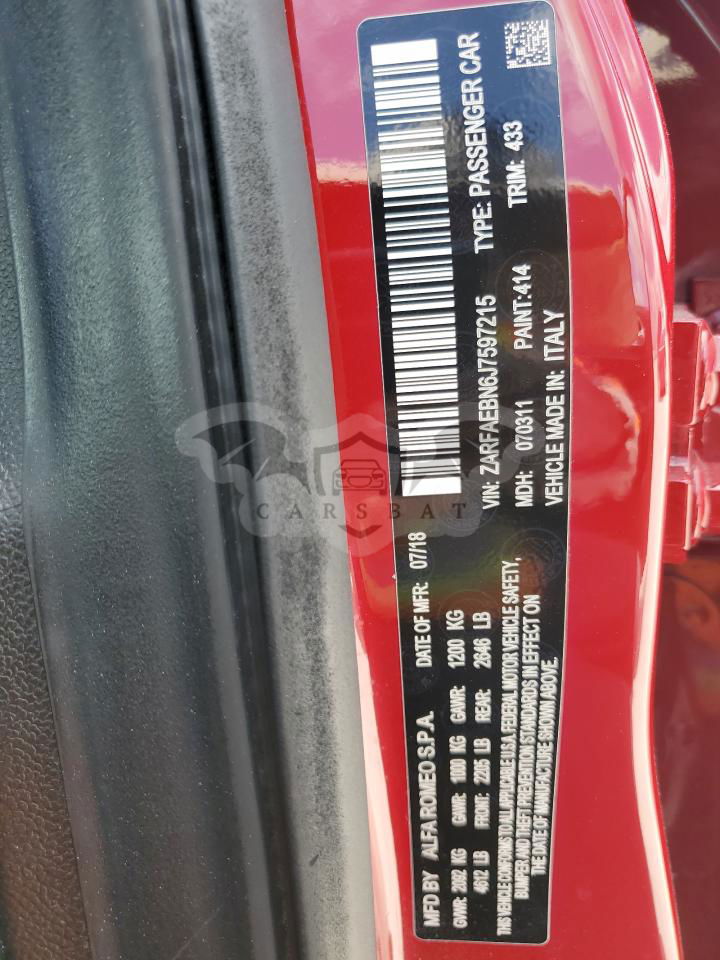 MFD BY ALFA ROMEO S.P.A. DATE OF MFR: 07/18
GVWR: 2092 KG GAWR: 1000 KG GAWR: 1200 KG
4612 LB FRONT: 2205 LB REAR: 2646 LB
THIS VEHICLE CONFORMS TO ALL APPLICABLE U.S.A. FEDERAL MOTOR VEHICLE SAFETY,
BUMPER AND THEFT PREVENTION STANDARDS IN EFFECT ON
THE DATE OF MANUFACTURE SHOWN ABOVE.
VIN: ZARFAEBN6J7597215 TYPE: PASSENGER CAR
MDH: 070311 PAINT: 414 TRIM: 433
VEHICLE MADE IN: ITALY
CARSBAT